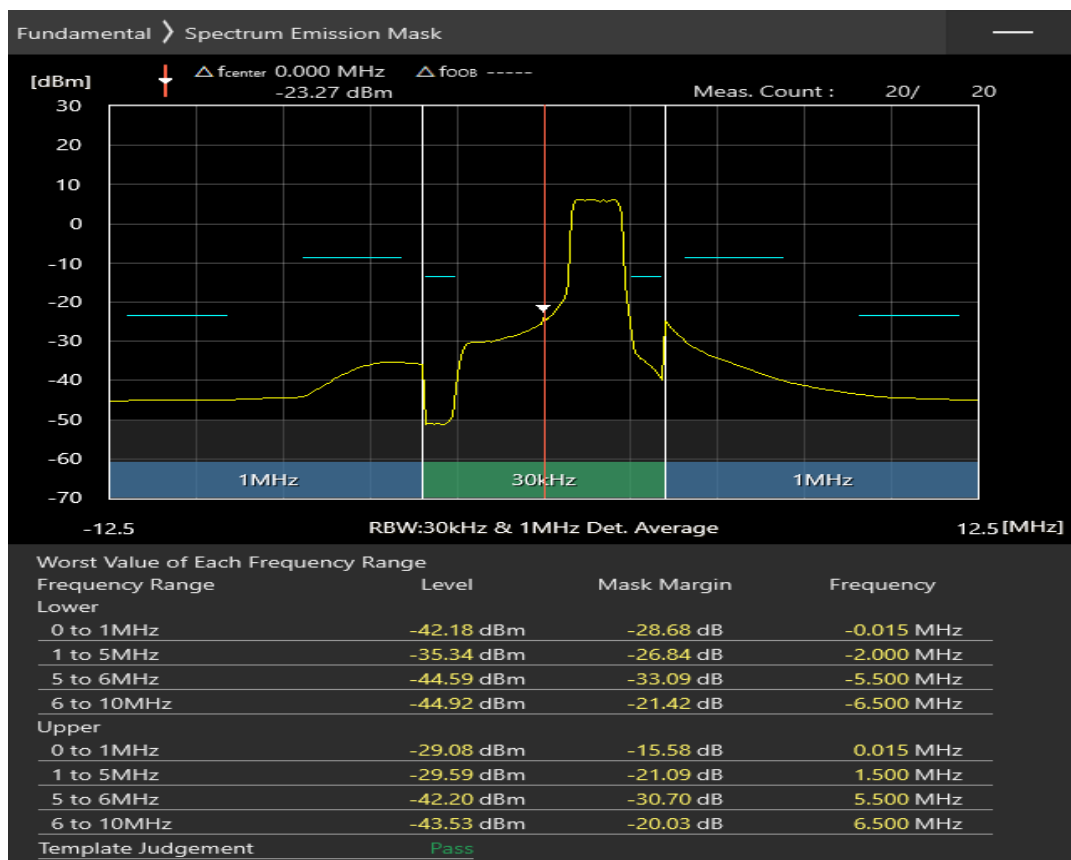 Fundamental ❯ Spectrum Emission Mask
[dBm] △ fcenter 0.000 MHz △ fOOB -----
-23.27 dBm Meas. Count : 20/ 20
30
20
10
0
-10
-20
-30
-40
-50
-60
1MHz 30kHz 1MHz
-70
-12.5 RBW:30kHz & 1MHz Det. Average 12.5 [MHz]
Worst Value of Each Frequency Range
Frequency Range Level Mask Margin Frequency
Lower
0 to 1MHz -42.18 dBm -28.68 dB -0.015 MHz
1 to 5MHz -35.34 dBm -26.84 dB -2.000 MHz
5 to 6MHz -44.59 dBm -33.09 dB -5.500 MHz
6 to 10MHz -44.92 dBm -21.42 dB -6.500 MHz
Upper
0 to 1MHz -29.08 dBm -15.58 dB 0.015 MHz
1 to 5MHz -29.59 dBm -21.09 dB 1.500 MHz
5 to 6MHz -42.20 dBm -30.70 dB 5.500 MHz
6 to 10MHz -43.53 dBm -20.03 dB 6.500 MHz
Template Judgement Pass